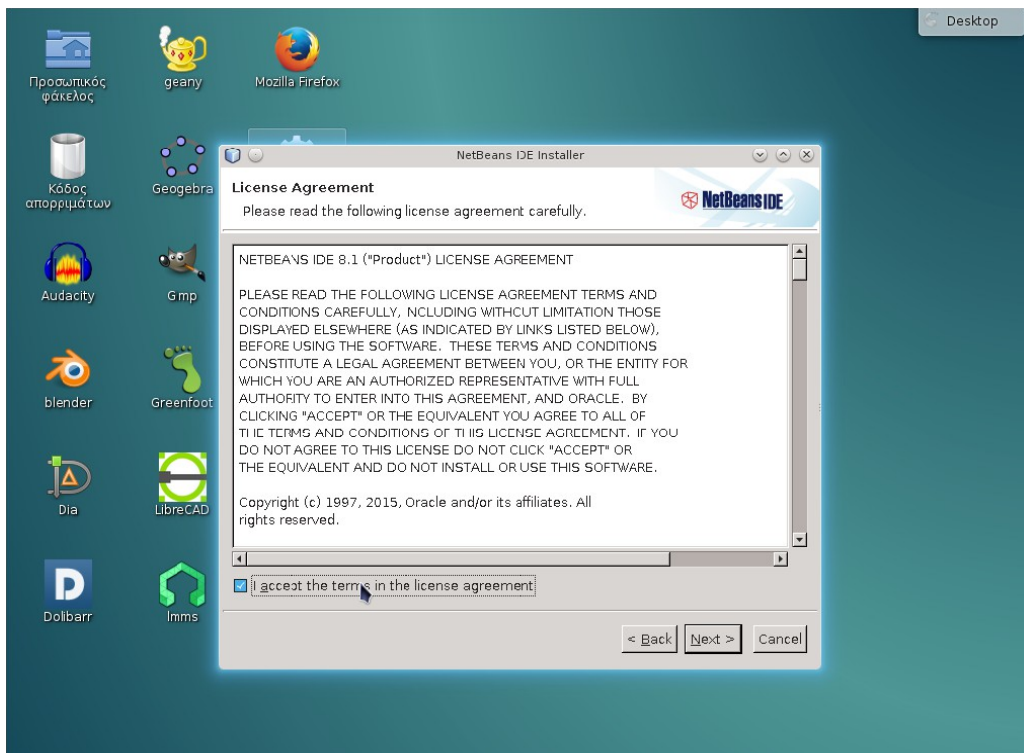 Desktop
Προσωπικός
φάκελος
geany
Mozilla Firefox
Κάδος
απορριμάτων
Geogebra
Audacity
Gimp
blender
Greenfoot
Dia
LibreCAD
Dolibarr
lmms
NetBeans IDE Installer
License Agreement
Please read the following license agreement carefully.
NetBeans IDE
NETBEANS IDE 8.1 ("Product") LICENSE AGREEMENT
PLEASE READ THE FOLLOWING LICENSE AGREEMENT TERMS AND
CONDITIONS CAREFULLY, INCLUDING WITHOUT LIMITATION THOSE
DISPLAYED ELSEWHERE (AS INDICATED BY LINKS LISTED BELOW),
BEFORE USING THE SOFTWARE. THESE TERMS AND CONDITIONS
CONSTITUTE A LEGAL AGREEMENT BETWEEN YOU, OR THE ENTITY FOR
WHICH YOU ARE AN AUTHORIZED REPRESENTATIVE WITH FULL
AUTHORITY TO ENTER INTO THIS AGREEMENT, AND ORACLE. BY
CLICKING "ACCEPT" OR THE EQUIVALENT YOU AGREE TO ALL OF
THE TERMS AND CONDITIONS OF THIS LICENSE AGREEMENT. IF YOU
DO NOT AGREE TO THIS LICENSE DO NOT CLICK "ACCEPT" OR
THE EQUIVALENT AND DO NOT INSTALL OR USE THIS SOFTWARE.
Copyright (c) 1997, 2015, Oracle and/or its affiliates. All
rights reserved.
I accept the terms in the license agreement
< Back
Next >
Cancel